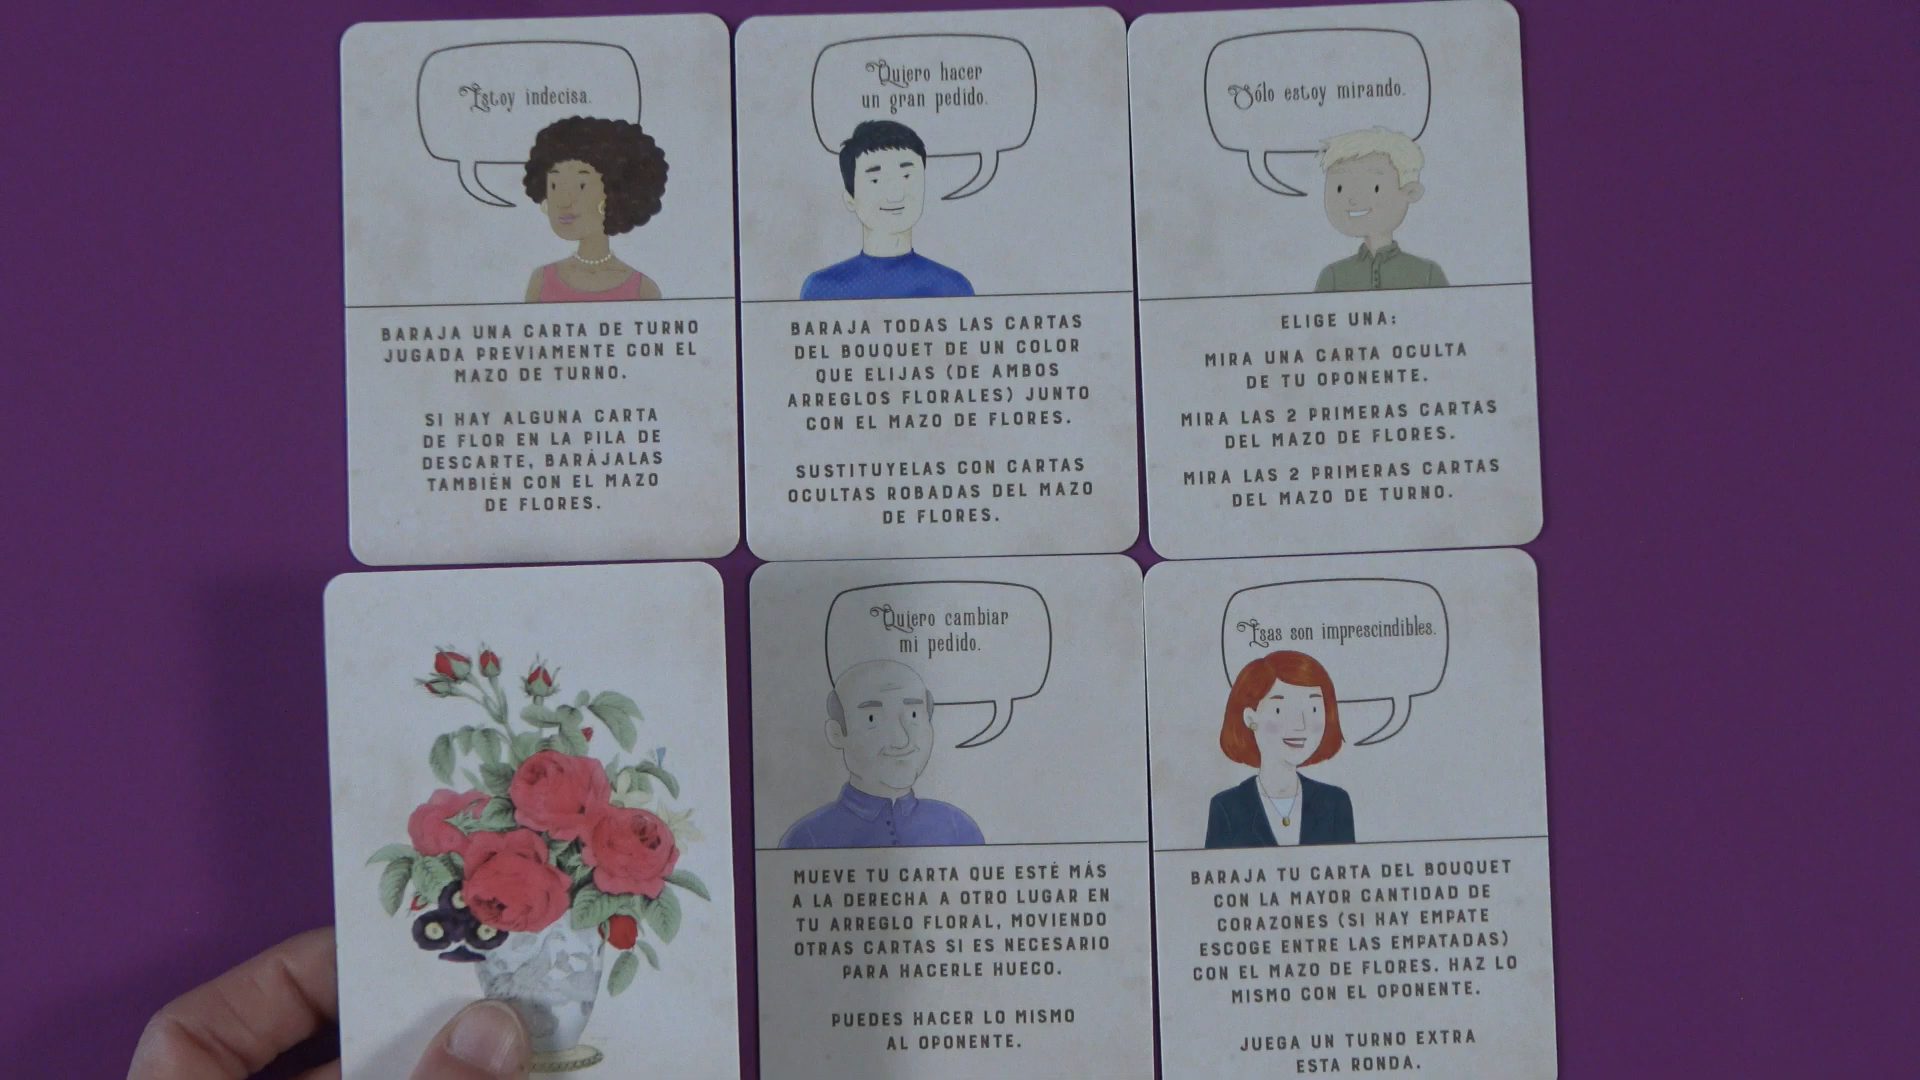 Estoy indecisa.
BARAJA UNA CARTA DE TURNO
JUGADA PREVIAMENTE CON EL
MAZO DE TURNO.
SI HAY ALGUNA CARTA
DE FLOR EN LA PILA DE
DESCARTE, BARÁJALAS
TAMBIÉN CON EL MAZO
DE FLORES.
Quiero hacer
un gran pedido.
BARAJA TODAS LAS CARTAS
DEL BOUQUET DE UN COLOR
QUE ELIJAS (DE AMBOS
ARREGLOS FLORALES) JUNTO
CON EL MAZO DE FLORES.
SUSTITUYELAS CON CARTAS
OCULTAS ROBADAS DEL MAZO
DE FLORES.
Sólo estoy mirando.
ELIGE UNA:
MIRA UNA CARTA OCULTA
DE TU OPONENTE.
MIRA LAS 2 PRIMERAS CARTAS
DEL MAZO DE FLORES.
MIRA LAS 2 PRIMERAS CARTAS
DEL MAZO DE TURNO.
Quiero cambiar
mi pedido.
MUEVE TU CARTA QUE ESTÉ MÁS
A LA DERECHA A OTRO LUGAR EN
TU ARREGLO FLORAL, MOVIENDO
OTRAS CARTAS SI ES NECESARIO
PARA HACERLE HUECO.
PUEDES HACER LO MISMO
AL OPONENTE.
Esas son imprescindibles.
BARAJA TU CARTA DEL BOUQUET
CON LA MAYOR CANTIDAD DE
CORAZONES (SI HAY EMPATE
ESCOGE ENTRE LAS EMPATADAS)
CON EL MAZO DE FLORES. HAZ LO
MISMO CON EL OPONENTE.
JUEGA UN TURNO EXTRA
ESTA RONDA.